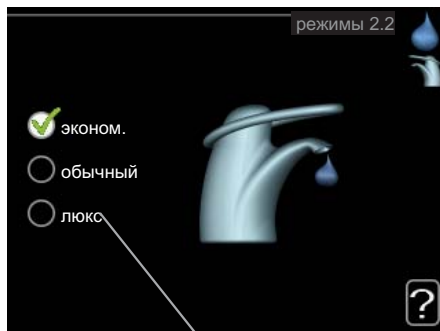 режимы 2.2
эконом.
обычный
люкс
?